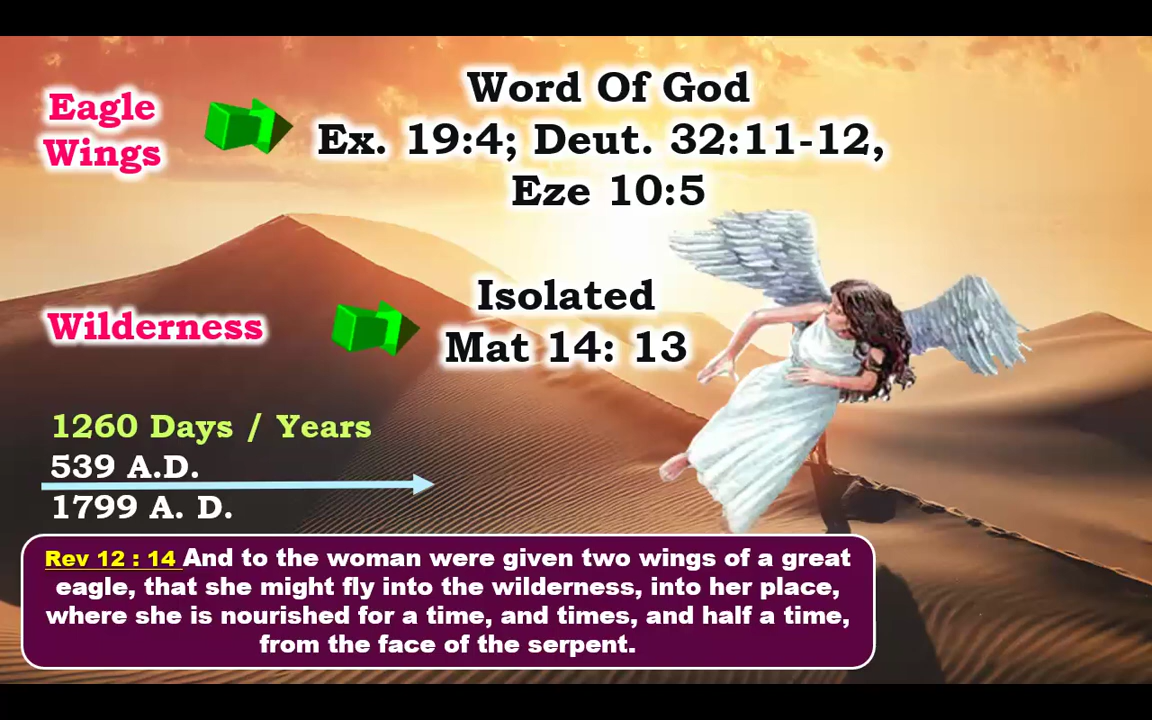 Eagle
Wings
Word Of God
Ex. 19:4; Deut. 32:11-12,
Eze 10:5
Wilderness
Isolated
Mat 14: 13
1260 Days / Years
539 A.D.
1799 A. D.
Rev 12 : 14 And to the woman were given two wings of a great
eagle, that she might fly into the wilderness, into her place,
where she is nourished for a time, and times, and half a time,
from the face of the serpent.